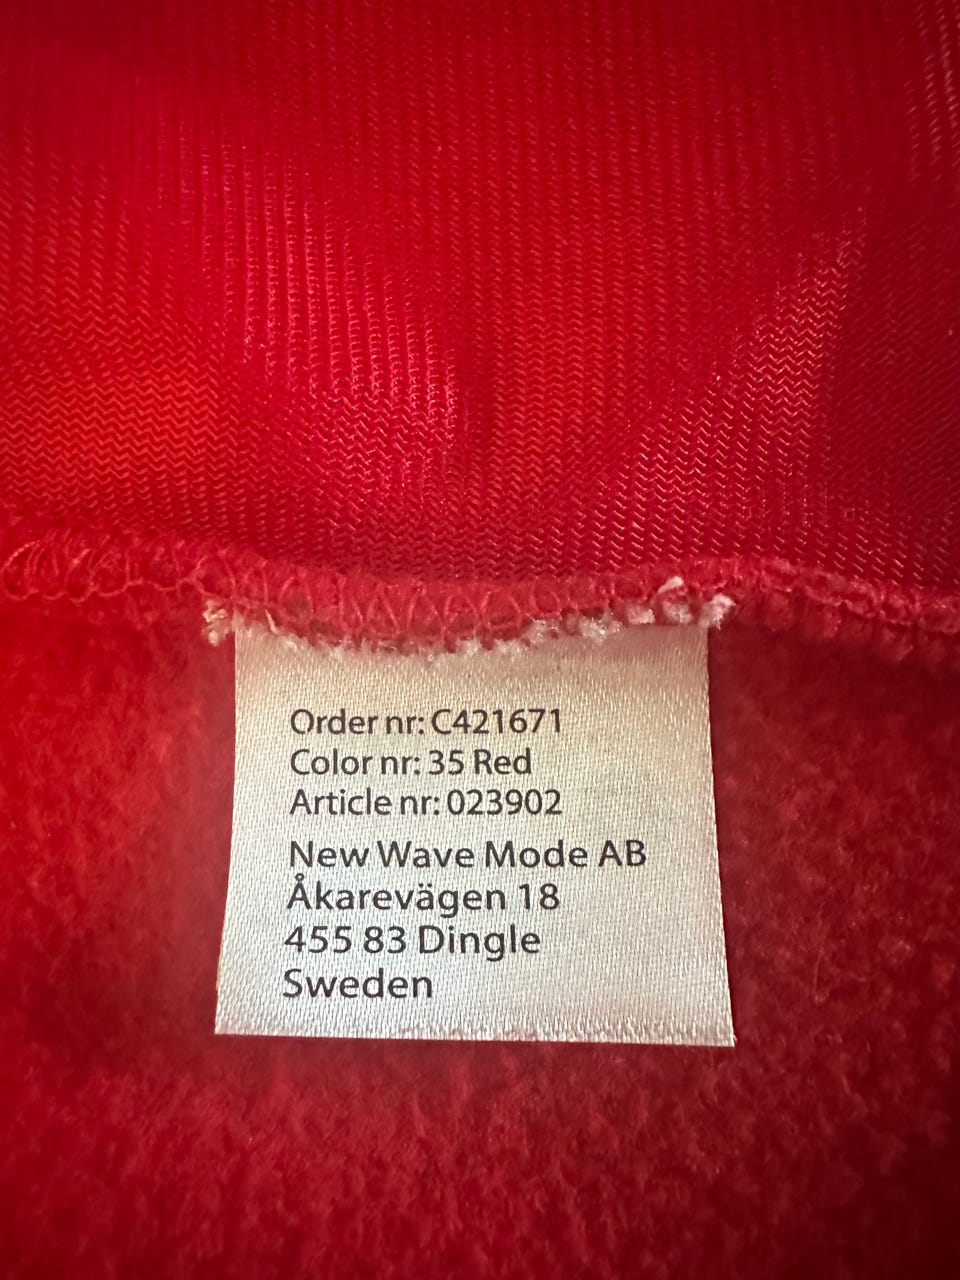 Order nr: C421671
Color nr: 35 Red
Article nr: 023902
New Wave Mode AB
Åkarevägen 18
455 83 Dingle
Sweden